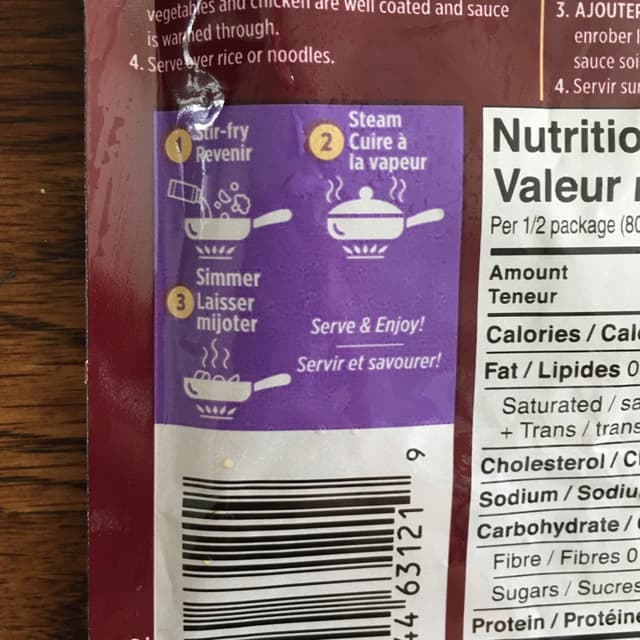 vegetables and chicken are well coated and sauce
is warmed through.
4. Serve over rice or noodles.
3. AJOUTER
enrober
sauce soi
4. Servir sur
1 Stir-fry
Revenir
2 Steam
Cuire à
la vapeur
3 Simmer
Laisser
mijoter
Serve & Enjoy!
Servir et savourer!
Nutritio
Valeur
Per 1/2 package (80
Amount
Teneur
Calories / Cal
Fat / Lipides 0
Saturated / sa
+ Trans / trans
Cholesterol / C
Sodium / Sodiu
Carbohydrate /
Fibre / Fibres 0
Sugars / Sucres
Protein / Protéine
44 63121 9